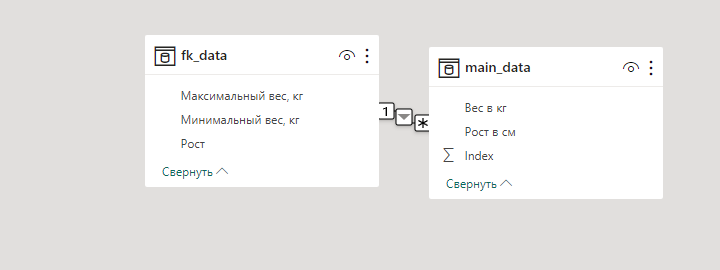 fk_data
Максимальный вес, кг
Минимальный вес, кг
Рост
Свернуть
1
*
main_data
Вес в кг
Рост в см
Σ Index
Свернуть